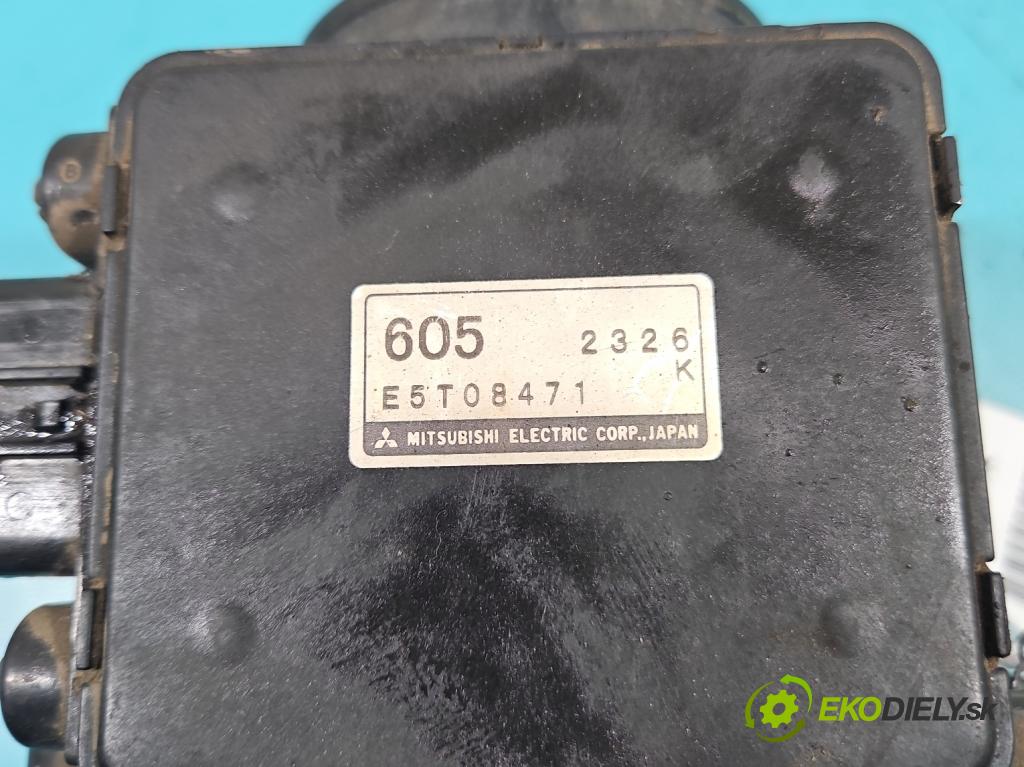 605 2326
K
E5T08471
MITSUBISHI ELECTRIC CORP., JAPAN
EKODIELY.sk